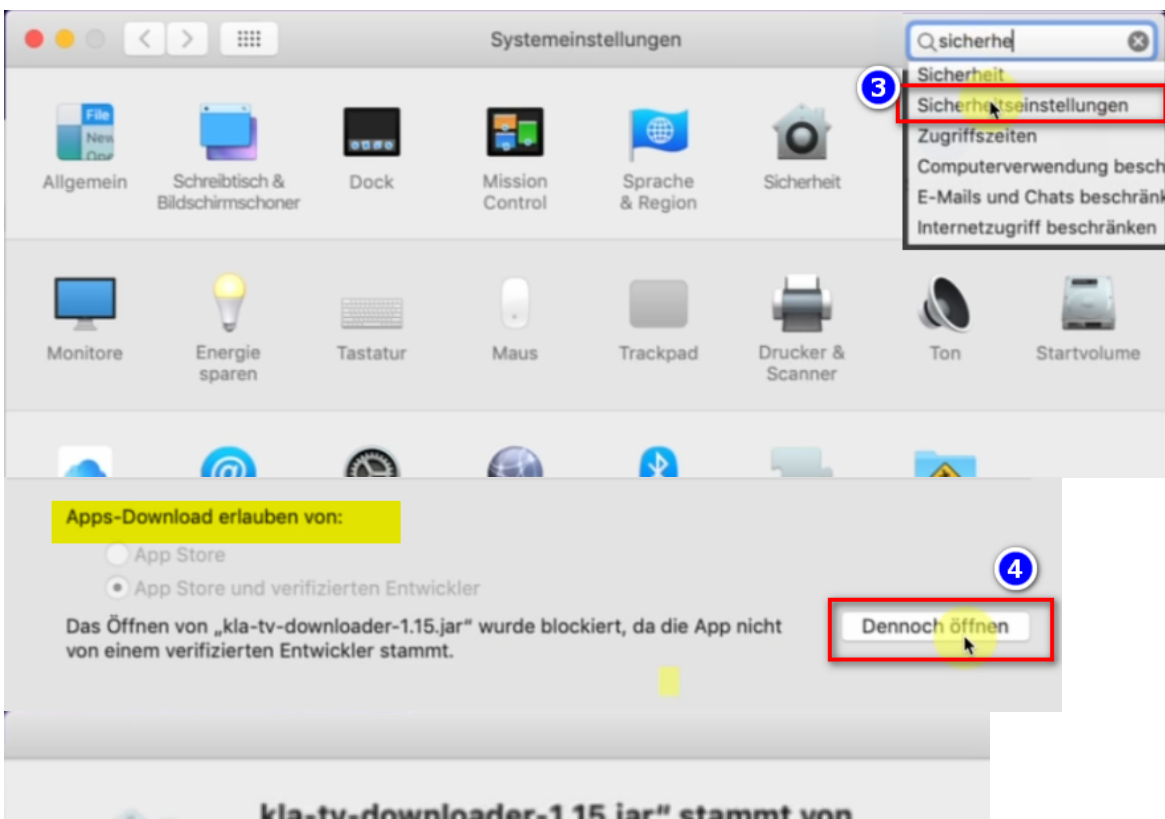 Systemeinstellungen
sicherhe
Sicherheit
3
Sicherheitseinstellungen
Zugriffszeiten
Computerverwendung besch
E-Mails und Chats beschränk
Internetzugriff beschränken
File
New
Ope
Allgemein
Schreibtisch &
Bildschirmschoner
Dock
Mission
Control
Sprache
& Region
Sicherheit
Monitore
Energie
sparen
Tastatur
Maus
Trackpad
Drucker &
Scanner
Ton
Startvolume
Apps-Download erlauben von:
App Store
App Store und verifizierten Entwickler
4
Das Öffnen von „kla-tv-downloader-1.15.jar“ wurde blockiert, da die App nicht
von einem verifizierten Entwickler stammt.
Dennoch öffnen
kla-tv-downloader-1.15.jar“ stammt von